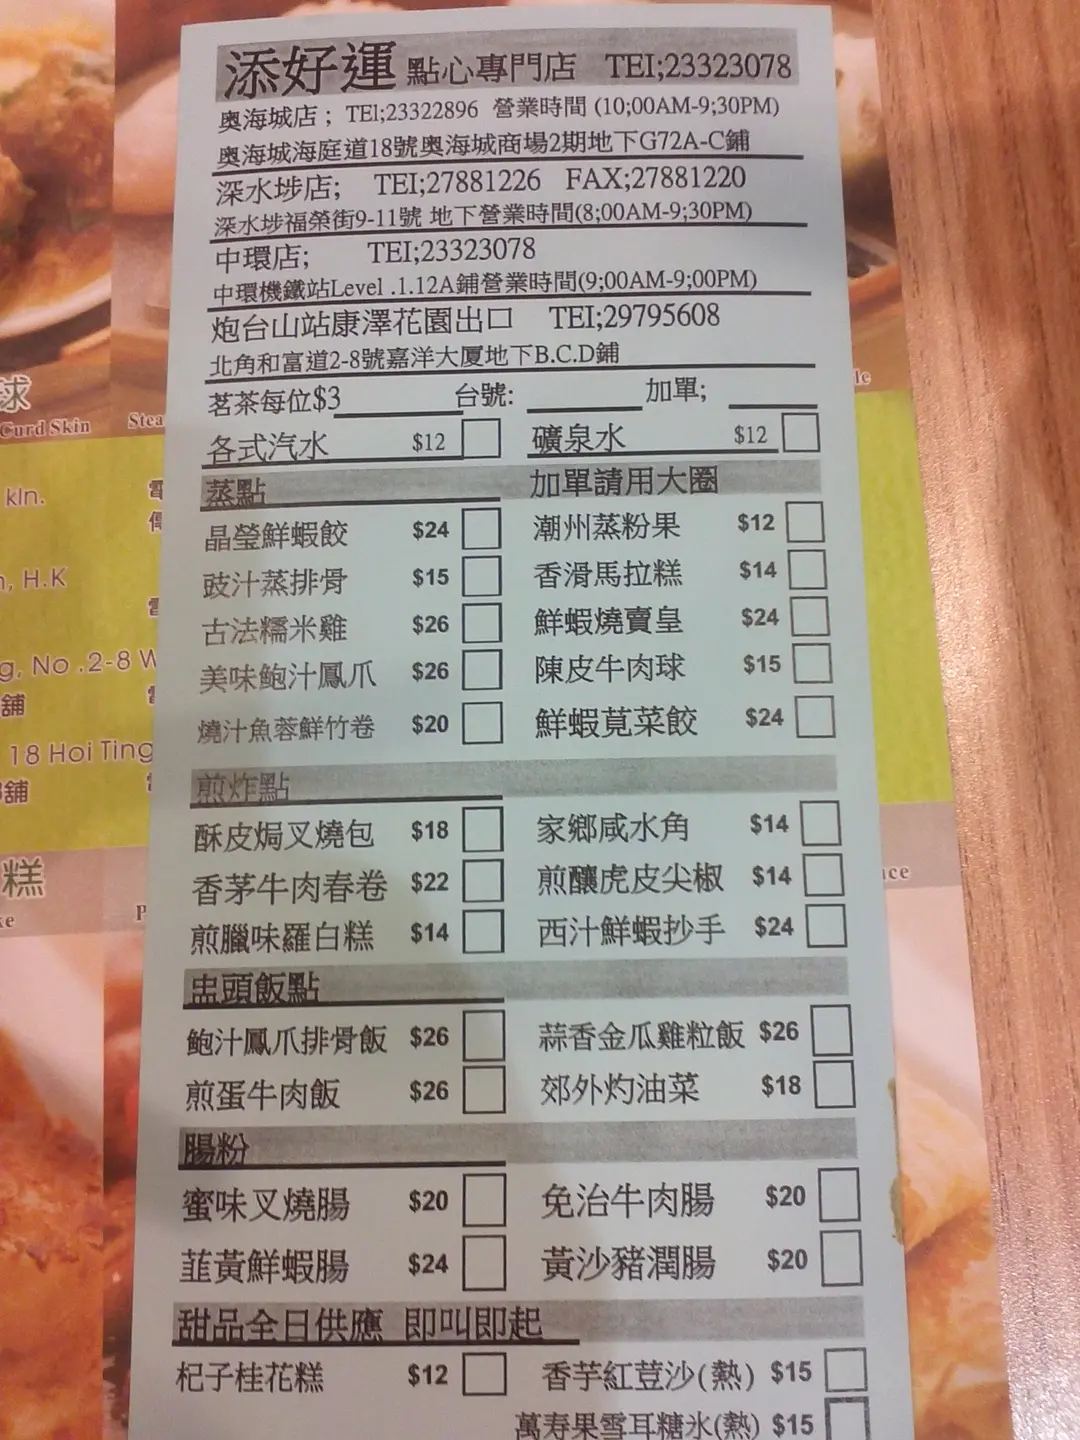 添好運 點心專門店 TEI;23323078
奧海城店； TEl;23322896 營業時間 (10;00AM-9;30PM)
奧海城海庭道18號奧海城商場2期地下G72A-C鋪
深水埗店; TEI;27881226 FAX;27881220
深水埗福榮街9-11號 地下營業時間(8;00AM-9;30PM)
中環店; TEI;23323078
中環機鐵站Level .1.12A鋪營業時間(9;00AM-9;00PM)
炮台山站康澤花園出口 TEI;29795608
北角和富道2-8號嘉洋大厦地下B.C.D鋪
茗茶每位$3 台號: 加單;
各式汽水 $12 礦泉水 $12
蒸點 加單請用大圈
晶瑩鮮蝦餃 $24 潮州蒸粉果 $12
豉汁蒸排骨 $15 香滑馬拉糕 $14
古法糯米雞 $26 鮮蝦燒賣皇 $24
美味鮑汁鳳爪 $26 陳皮牛肉球 $15
燒汁魚蓉鮮竹卷 $20 鮮蝦莧菜餃 $24
煎炸點
酥皮焗叉燒包 $18 家鄉咸水角 $14
香茅牛肉春卷 $22 煎釀虎皮尖椒 $14
煎臘味羅白糕 $14 西汁鮮蝦抄手 $24
盅頭飯點
鮑汁鳳爪排骨飯 $26 蒜香金瓜雞粒飯 $26
煎蛋牛肉飯 $26 郊外灼油菜 $18
腸粉
蜜味叉燒腸 $20 免治牛肉腸 $20
韮黃鮮蝦腸 $24 黃沙豬潤腸 $20
甜品全日供應 即叫即起
杞子桂花糕 $12 香芋紅荳沙(熱) $15
萬寿果雪耳糖水(熱) $15
球
Curd Skin
Stea
kln.
H.K
No .2-8 W
舖
18 Hoi Ting
舖
糕